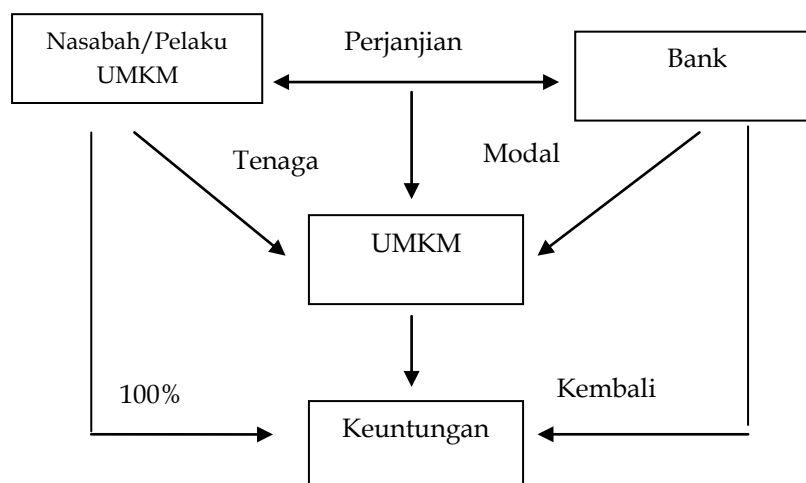 Nasabah/Pelaku
UMKM
Perjanjian
Bank
Tenaga
Modal
UMKM
100%
Kembali
Keuntungan